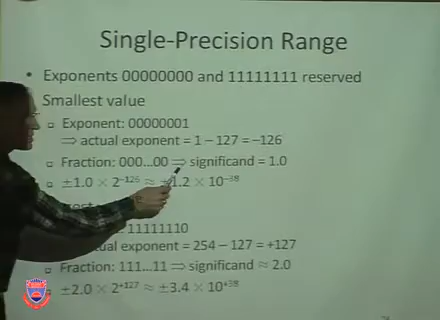 Single-Precision Range
• Exponents 00000000 and 11111111 reserved
Smallest value
Exponent: 00000001
⇒ actual exponent = 1 − 127 = −126
Fraction: 000...00 ⇒ significand = 1.0
±1.0 × 2⁻¹²⁶ ≈ ±1.2 × 10⁻³⁸
11111110
exponent = 254 − 127 = +127
Fraction: 111...11 ⇒ significand ≈ 2.0
±2.0 × 2⁺¹²⁷ ≈ ±3.4 × 10⁺³⁸